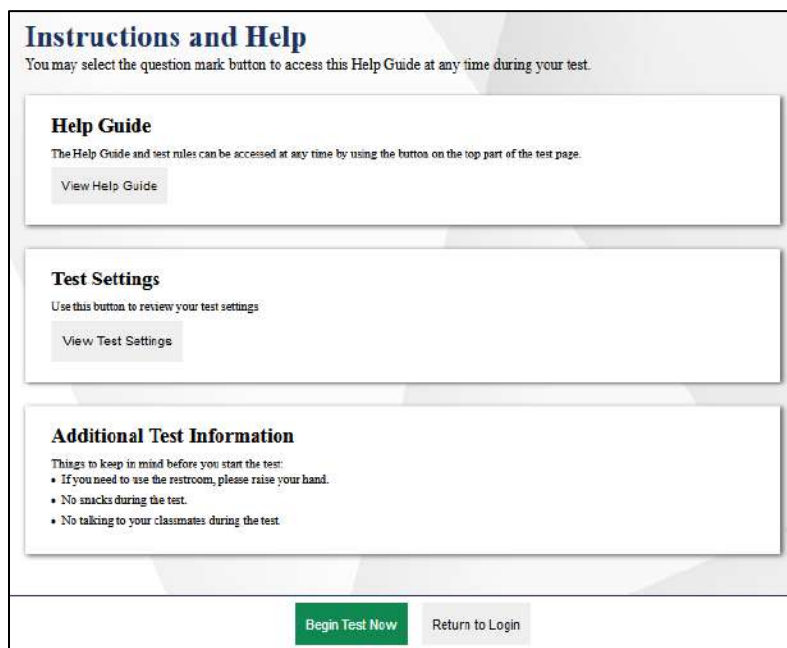 Instructions and Help
You may select the question mark button to access this Help Guide at any time during your test.
Help Guide
The Help Guide and test rules can be accessed at any time by using the button on the top part of the test page.
View Help Guide
Test Settings
Use this button to review your test settings
View Test Settings
Additional Test Information
Things to keep in mind before you start the test:
• If you need to use the restroom, please raise your hand.
• No snacks during the test.
• No talking to your classmates during the test
Begin Test Now
Return to Login